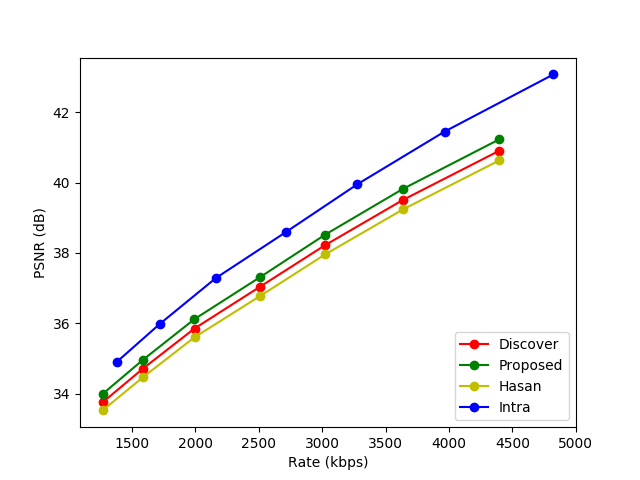 42
40
38
36
34
PSNR (dB)
Discover
Proposed
Hasan
Intra
1500 2000 2500 3000 3500 4000 4500 5000
Rate (kbps)